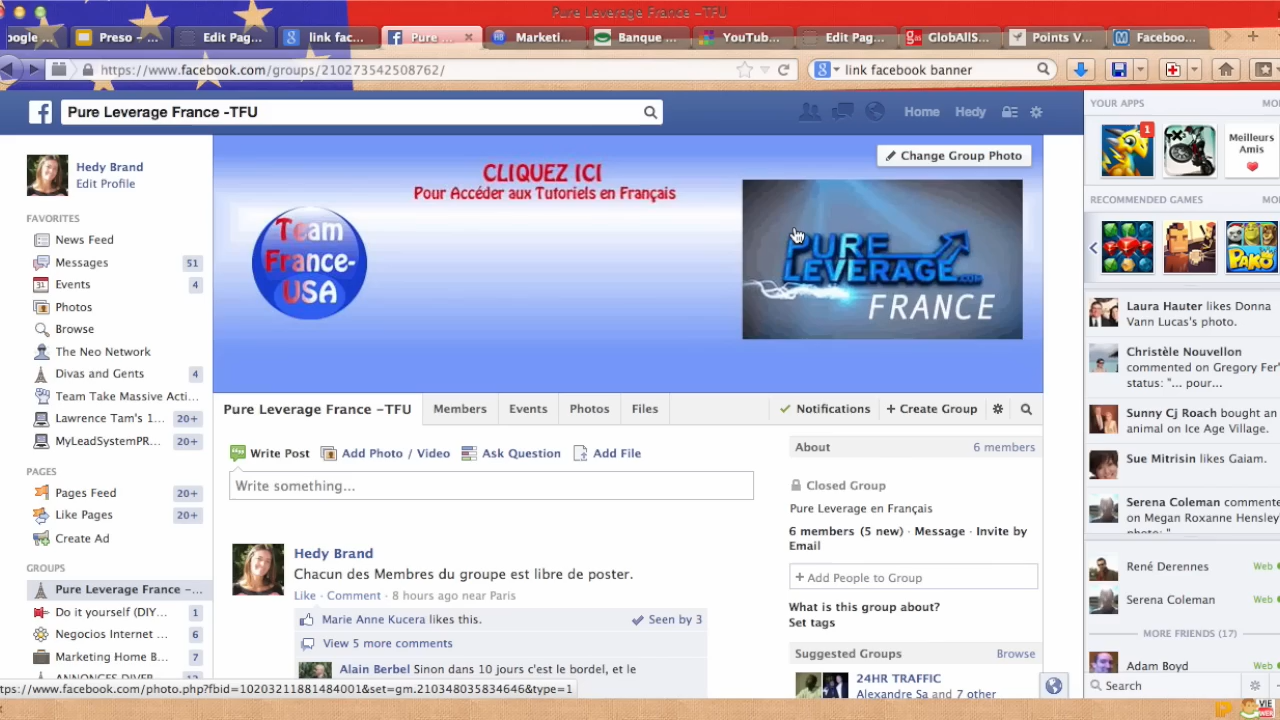 Pure Leverage France -TFU
oogle ...
Preso – ...
Edit Pag...
link fac...
Pure ...
Marketi...
Banque ...
YouTub...
Edit Pag...
GlobAllS...
Points V...
Faceboo...
https://www.facebook.com/groups/210273542508762/
link facebook banner
Pure Leverage France -TFU
Home
Hedy
Hedy Brand
Edit Profile
FAVORITES
News Feed
Messages 51
Events 4
Photos
Browse
The Neo Network
Divas and Gents 4
Team Take Massive Acti...
Lawrence Tam's 1... 20+
MyLeadSystemPR... 20+
PAGES
Pages Feed 20+
Like Pages 20+
Create Ad
GROUPS
Pure Leverage France -...
Do it yourself (DIY... 1
Negocios Internet ... 6
Marketing Home B... 7
CLIQUEZ ICI
Pour Accéder aux Tutoriels en Français
Change Group Photo
Team
France-
USA
PURE
LEVERAGE.com
FRANCE
Pure Leverage France -TFU
Members
Events
Photos
Files
Notifications
+ Create Group
Write Post
Add Photo / Video
Ask Question
Add File
Write something...
Hedy Brand
Chacun des Membres du groupe est libre de poster.
Like · Comment · 8 hours ago near Paris
Marie Anne Kucera likes this.
Seen by 3
View 5 more comments
Alain Berbel Sinon dans 10 jours c'est le bordel, et le
About
6 members
Closed Group
Pure Leverage en Français
6 members (5 new) · Message · Invite by
Email
+ Add People to Group
What is this group about?
Set tags
Suggested Groups
Browse
24HR TRAFFIC
Alexandre Sa and 7 other
YOUR APPS
MO
1
Meilleurs
Amis
RECOMMENDED GAMES
MO
PAKO
Laura Hauter likes Donna
Vann Lucas's photo.
Christèle Nouvellon
commented on Gregory Fer'
status: "... pour...
Sunny Cj Roach bought an
animal on Ice Age Village.
Sue Mitrisin likes Gaiam.
Serena Coleman commente
on Megan Roxanne Hensley'
photo: "
René Derennes Web
Serena Coleman Web
MORE FRIENDS (17)
Adam Boyd Web
Search
tps://www.facebook.com/photo.php?fbid=10203211881484001&set=gm.210348035834646&type=1
VIE